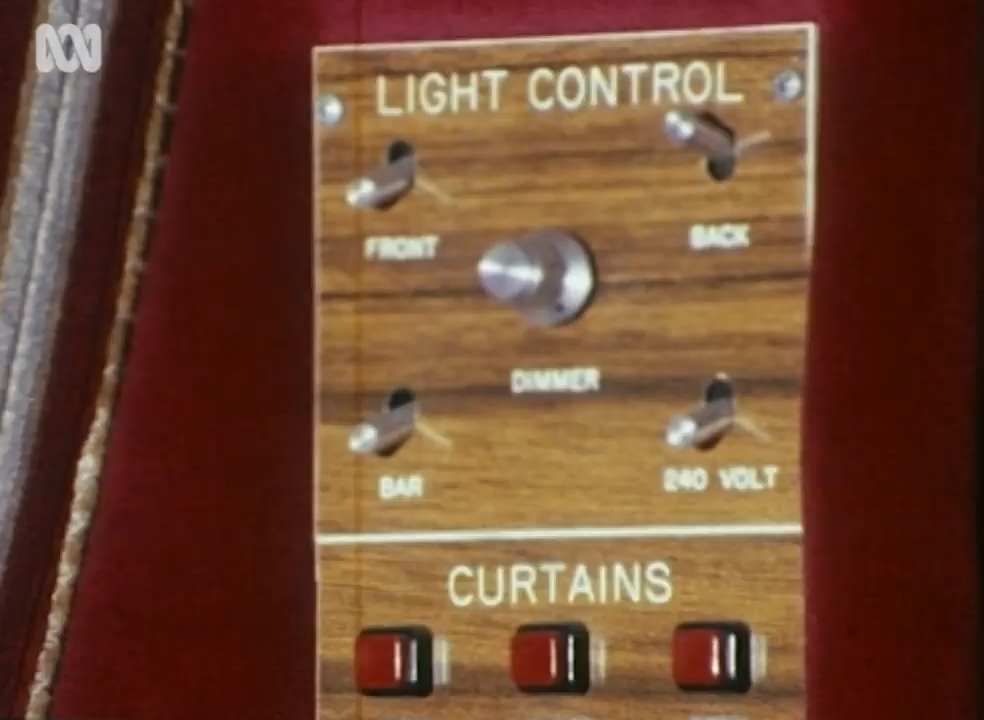 LIGHT CONTROL
FRONT
BACK
DIMMER
BAR
240 VOLT
CURTAINS